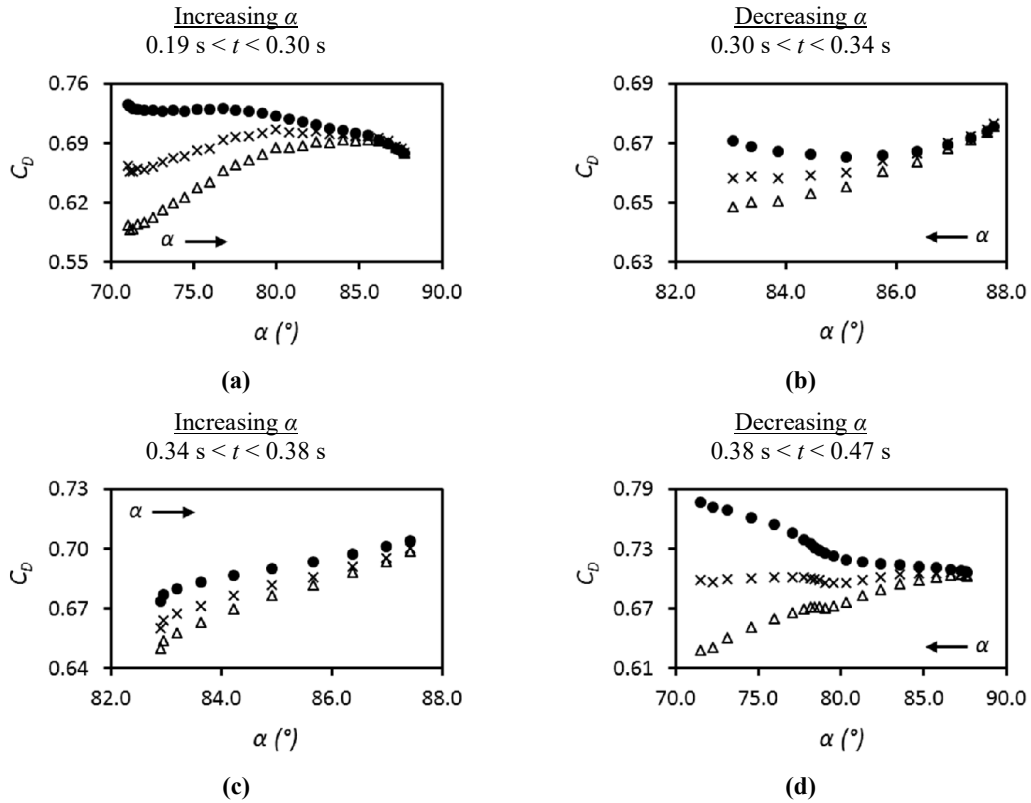 Increasing α
0.19 s < t < 0.30 s
0.76
0.69
0.62
0.55
C_D
α
70.0 75.0 80.0 85.0 90.0
α (°)
(a)
Decreasing α
0.30 s < t < 0.34 s
0.69
0.67
0.65
0.63
C_D
α
82.0 84.0 86.0 88.0
α (°)
(b)
Increasing α
0.34 s < t < 0.38 s
0.73
0.70
0.67
0.64
C_D
α
82.0 84.0 86.0 88.0
α (°)
(c)
Decreasing α
0.38 s < t < 0.47 s
0.79
0.73
0.67
0.61
C_D
α
70.0 75.0 80.0 85.0 90.0
α (°)
(d)